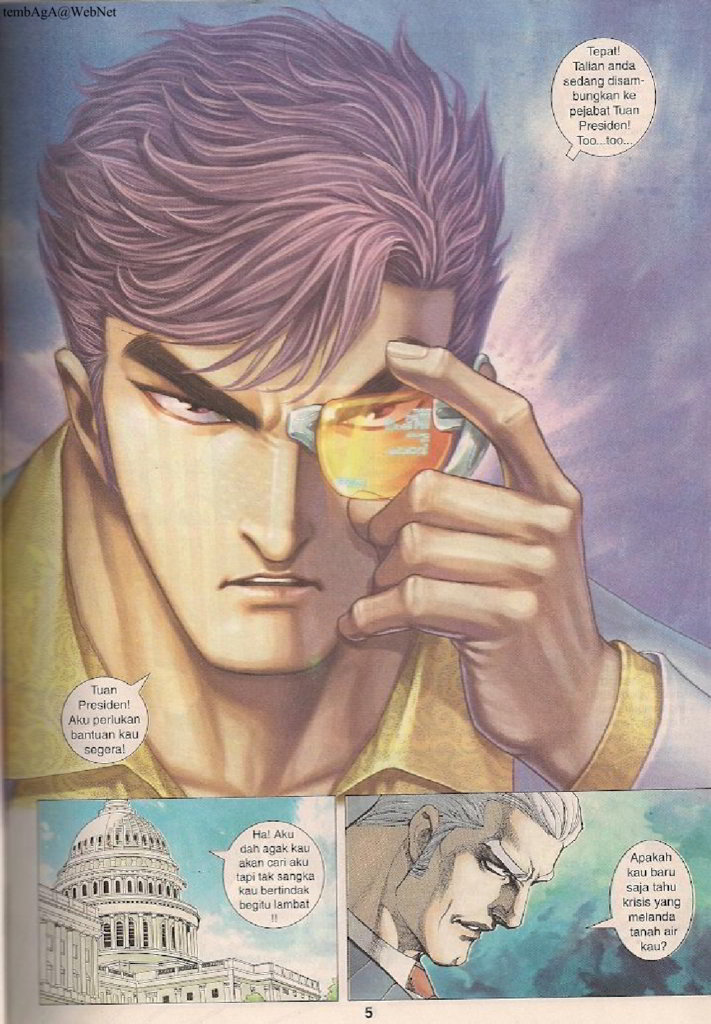 tembAgA@WebNet
Tepat!
Talian anda
sedang disam-
bungkan ke
pejabat Tuan
Presiden!
Too...too...
Tuan
Presiden!
Aku perlukan
bantuan kau
segera!
Ha! Aku
dah agak kau
akan cari aku
tapi tak sangka
kau bertindak
begitu lambat
!!
Apakah
kau baru
saja tahu
krisis yang
melanda
tanah air
kau?
5